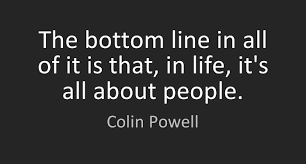 The bottom line in all
of it is that, in life, it's
all about people.
Colin Powell